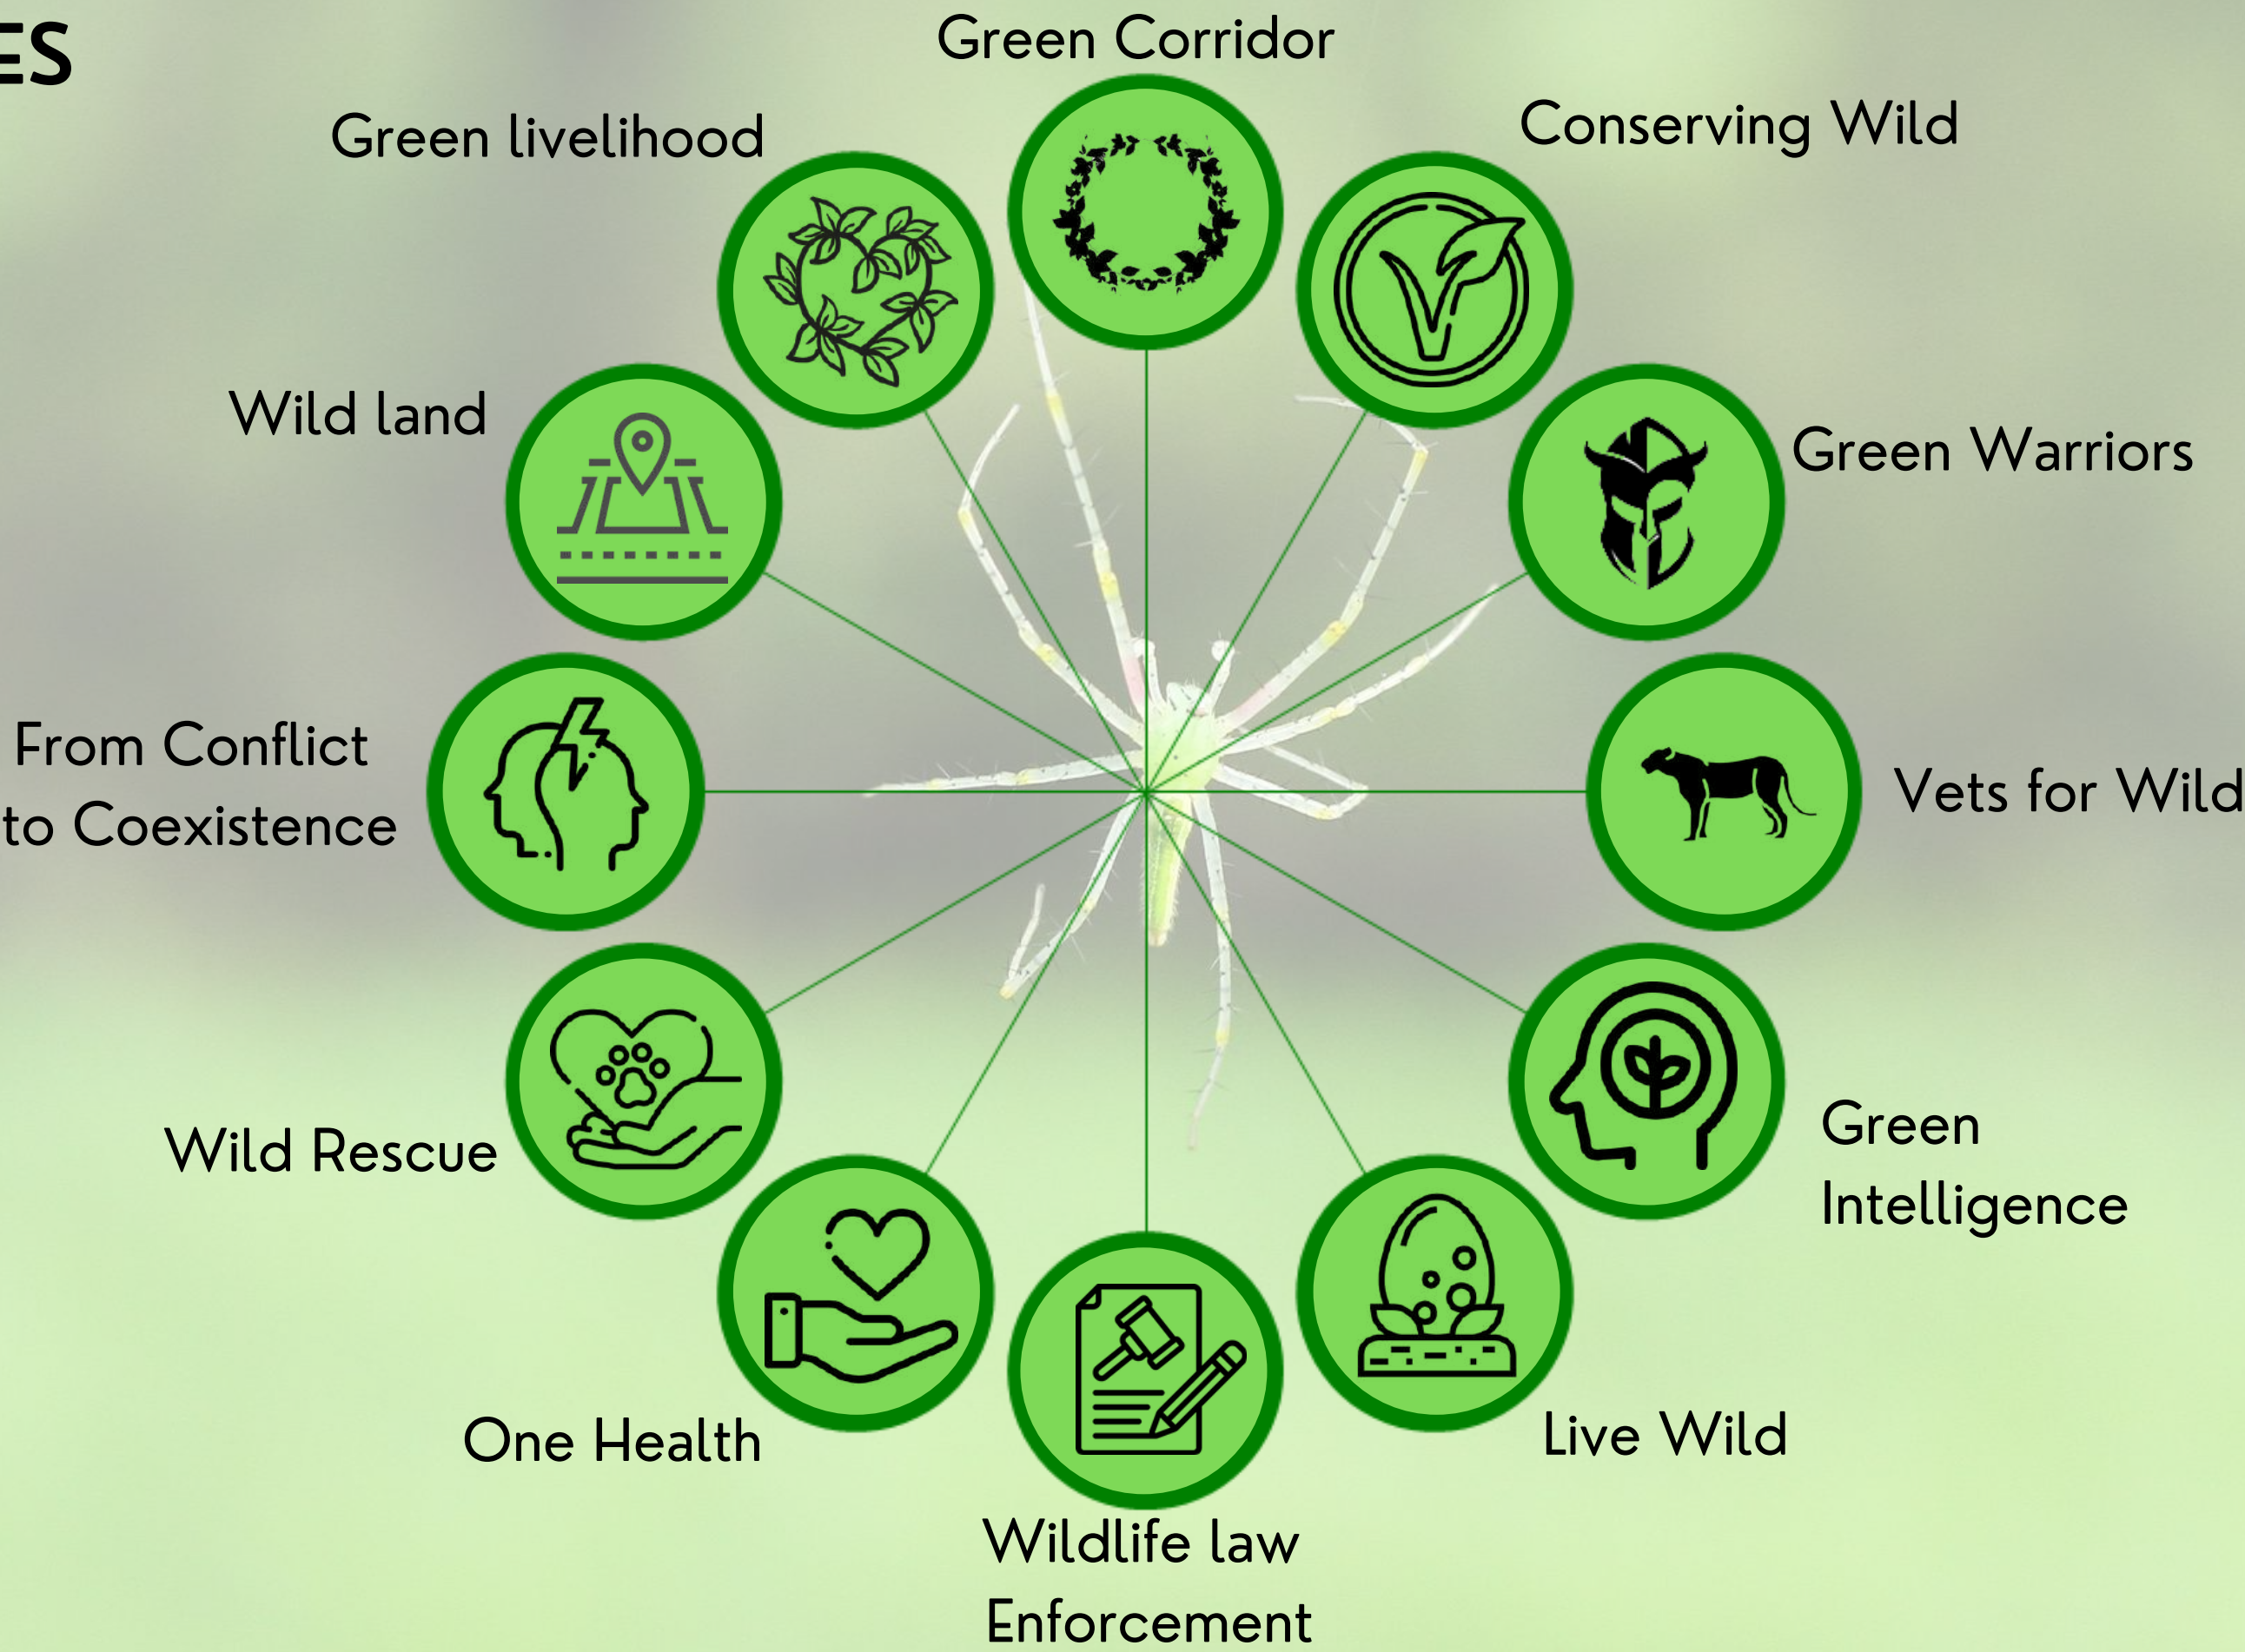 Green Corridor
Conserving Wild
Green Warriors
Vets for Wild
Green
Intelligence
Live Wild
Wildlife law
Enforcement
One Health
Wild Rescue
From Conflict
to Coexistence
Wild land
Green livelihood